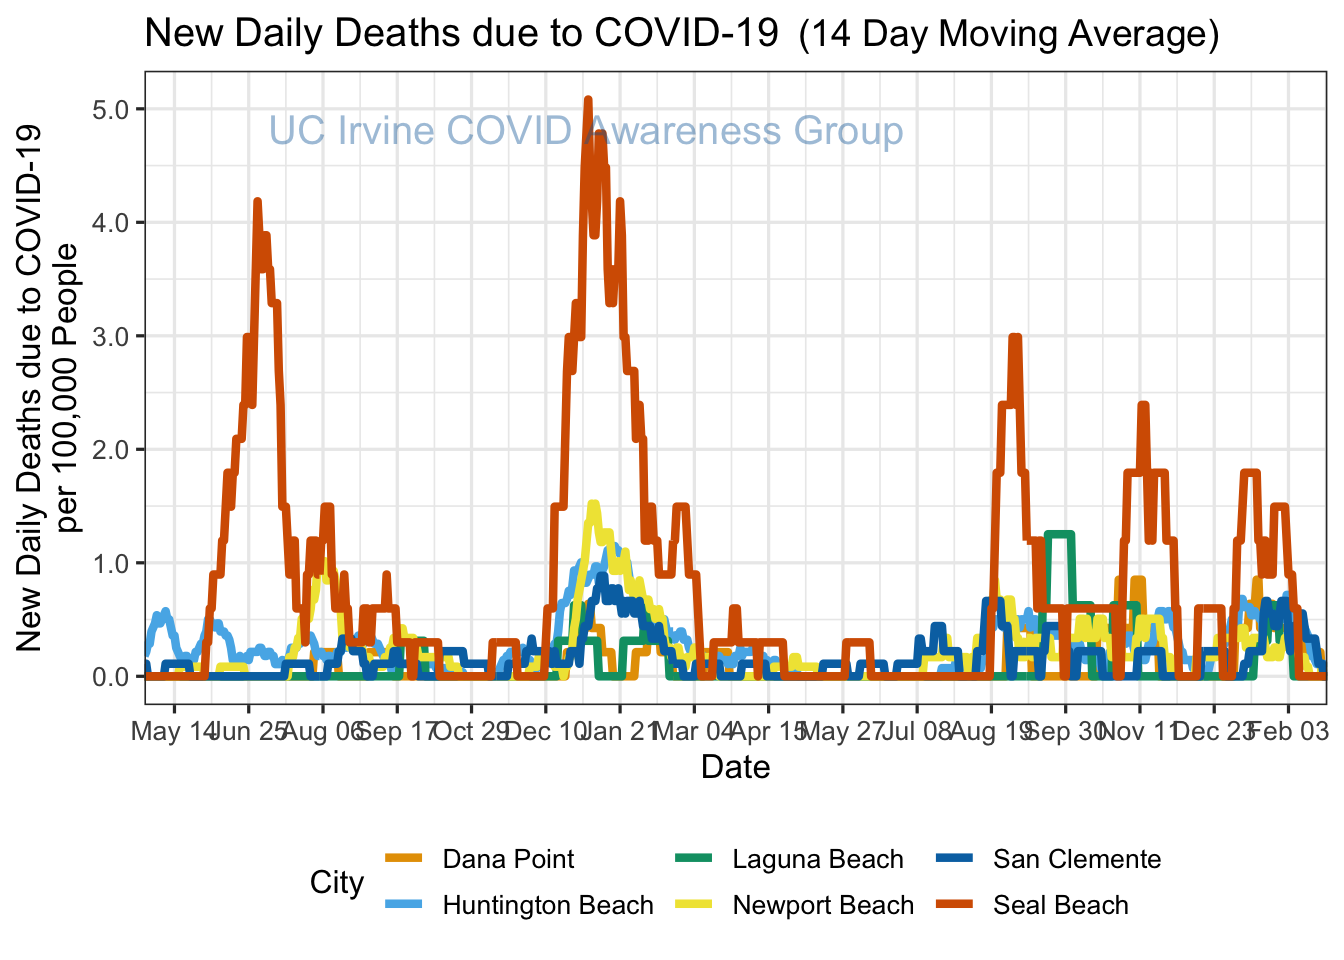 New Daily Deaths due to COVID-19 (14 Day Moving Average)
UC Irvine COVID Awareness Group
New Daily Deaths due to COVID-19
per 100,000 People
5.0
4.0
3.0
2.0
1.0
0.0
May 14 Jun 25 Aug 06 Sep 17 Oct 29 Dec 10 Jan 21 Mar 04 Apr 15 May 27 Jul 08 Aug 19 Sep 30 Nov 11 Dec 23 Feb 03
Date
City
Dana Point Laguna Beach San Clemente
Huntington Beach Newport Beach Seal Beach